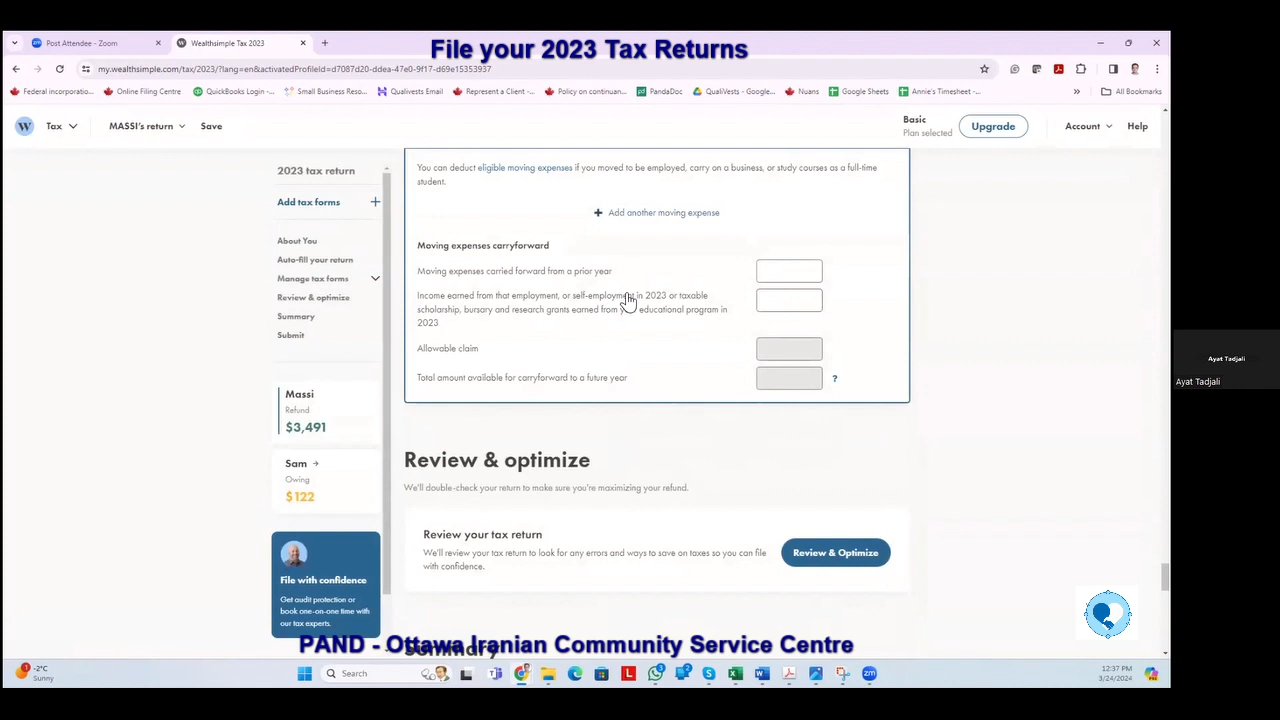 File your 2023 Tax Returns
Post Attendee - Zoom
Wealthsimple Tax 2023
my.wealthsimple.com/tax/2023/?lang=en&activatedProfileId=d7087d20-ddea-47e0-9f17-d69e15353937
Federal incorporatio... Online Filing Centre QuickBooks Login -... Small Business Reso... Qualivests Email Represent a Client -... Policy on continuan... PandaDoc QualiVests - Google... Nuans Google Sheets Annie's Timesheet -... All Bookmarks
W Tax MASSI's return Save Basic Plan selected Upgrade Account Help
2023 tax return
Add tax forms +
About You
Auto-fill your return
Manage tax forms
Review & optimize
Summary
Submit
Massi
Refund
$3,491
Sam →
Owing
$122
File with confidence
Get audit protection or
book one-on-one time with
our tax experts.
You can deduct eligible moving expenses if you moved to be employed, carry on a business, or study courses as a full-time
student.
+ Add another moving expense
Moving expenses carryforward
Moving expenses carried forward from a prior year
Income earned from that employment, or self-employment in 2023 or taxable
scholarship, bursary and research grants earned from educational program in
2023
Allowable claim
Total amount available for carryforward to a future year ?
Review & optimize
We'll double-check your return to make sure you're maximizing your refund.
Review your tax return
We'll review your tax return to look for any errors and ways to save on taxes so you can file
with confidence.
Review & Optimize
Summary
PAND - Ottawa Iranian Community Service Centre
Ayat Tadjali
Ayat Tadjali
-2°C
Sunny
Search
12:37 PM
3/24/2024